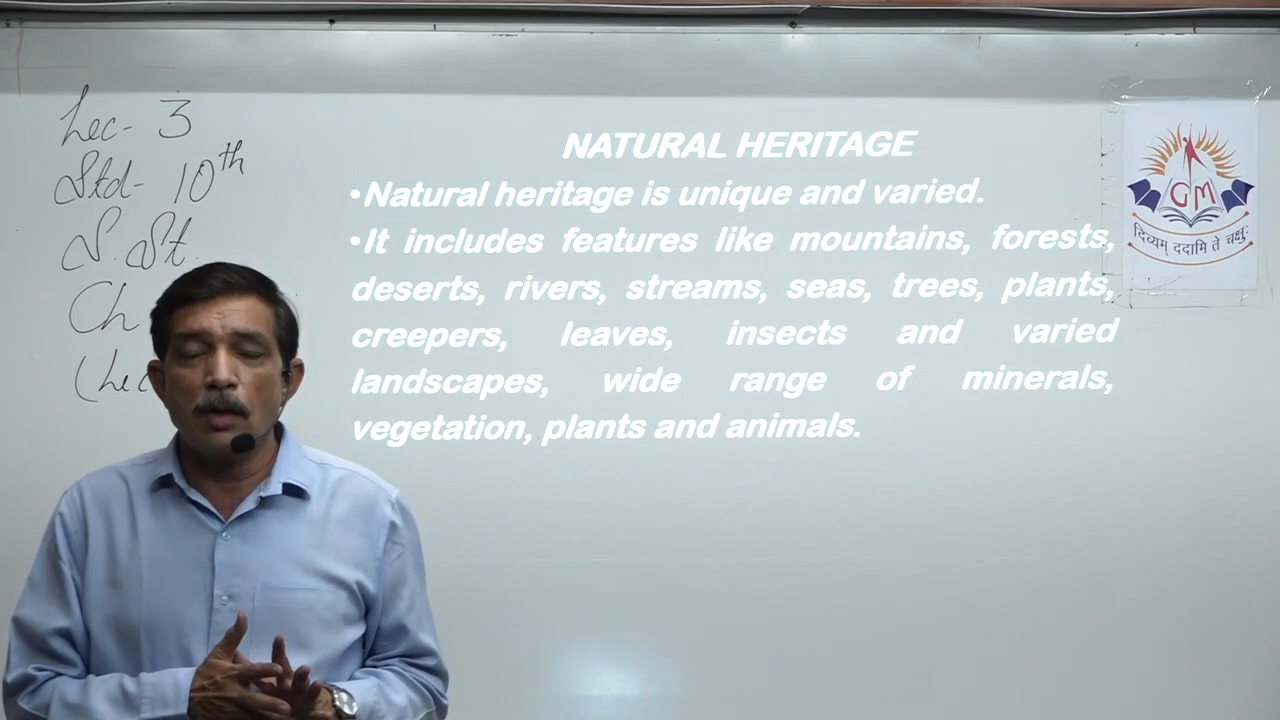 Lec- 3
Std- 10th
S. St.
Ch
(Lec
NATURAL HERITAGE
•Natural heritage is unique and varied.
•It includes features like mountains, forests,
deserts, rivers, streams, seas, trees, plants,
creepers, leaves, insects and varied
landscapes, wide range of minerals,
vegetation, plants and animals.
GM
दिव्यम् ददामि ते चक्षुः